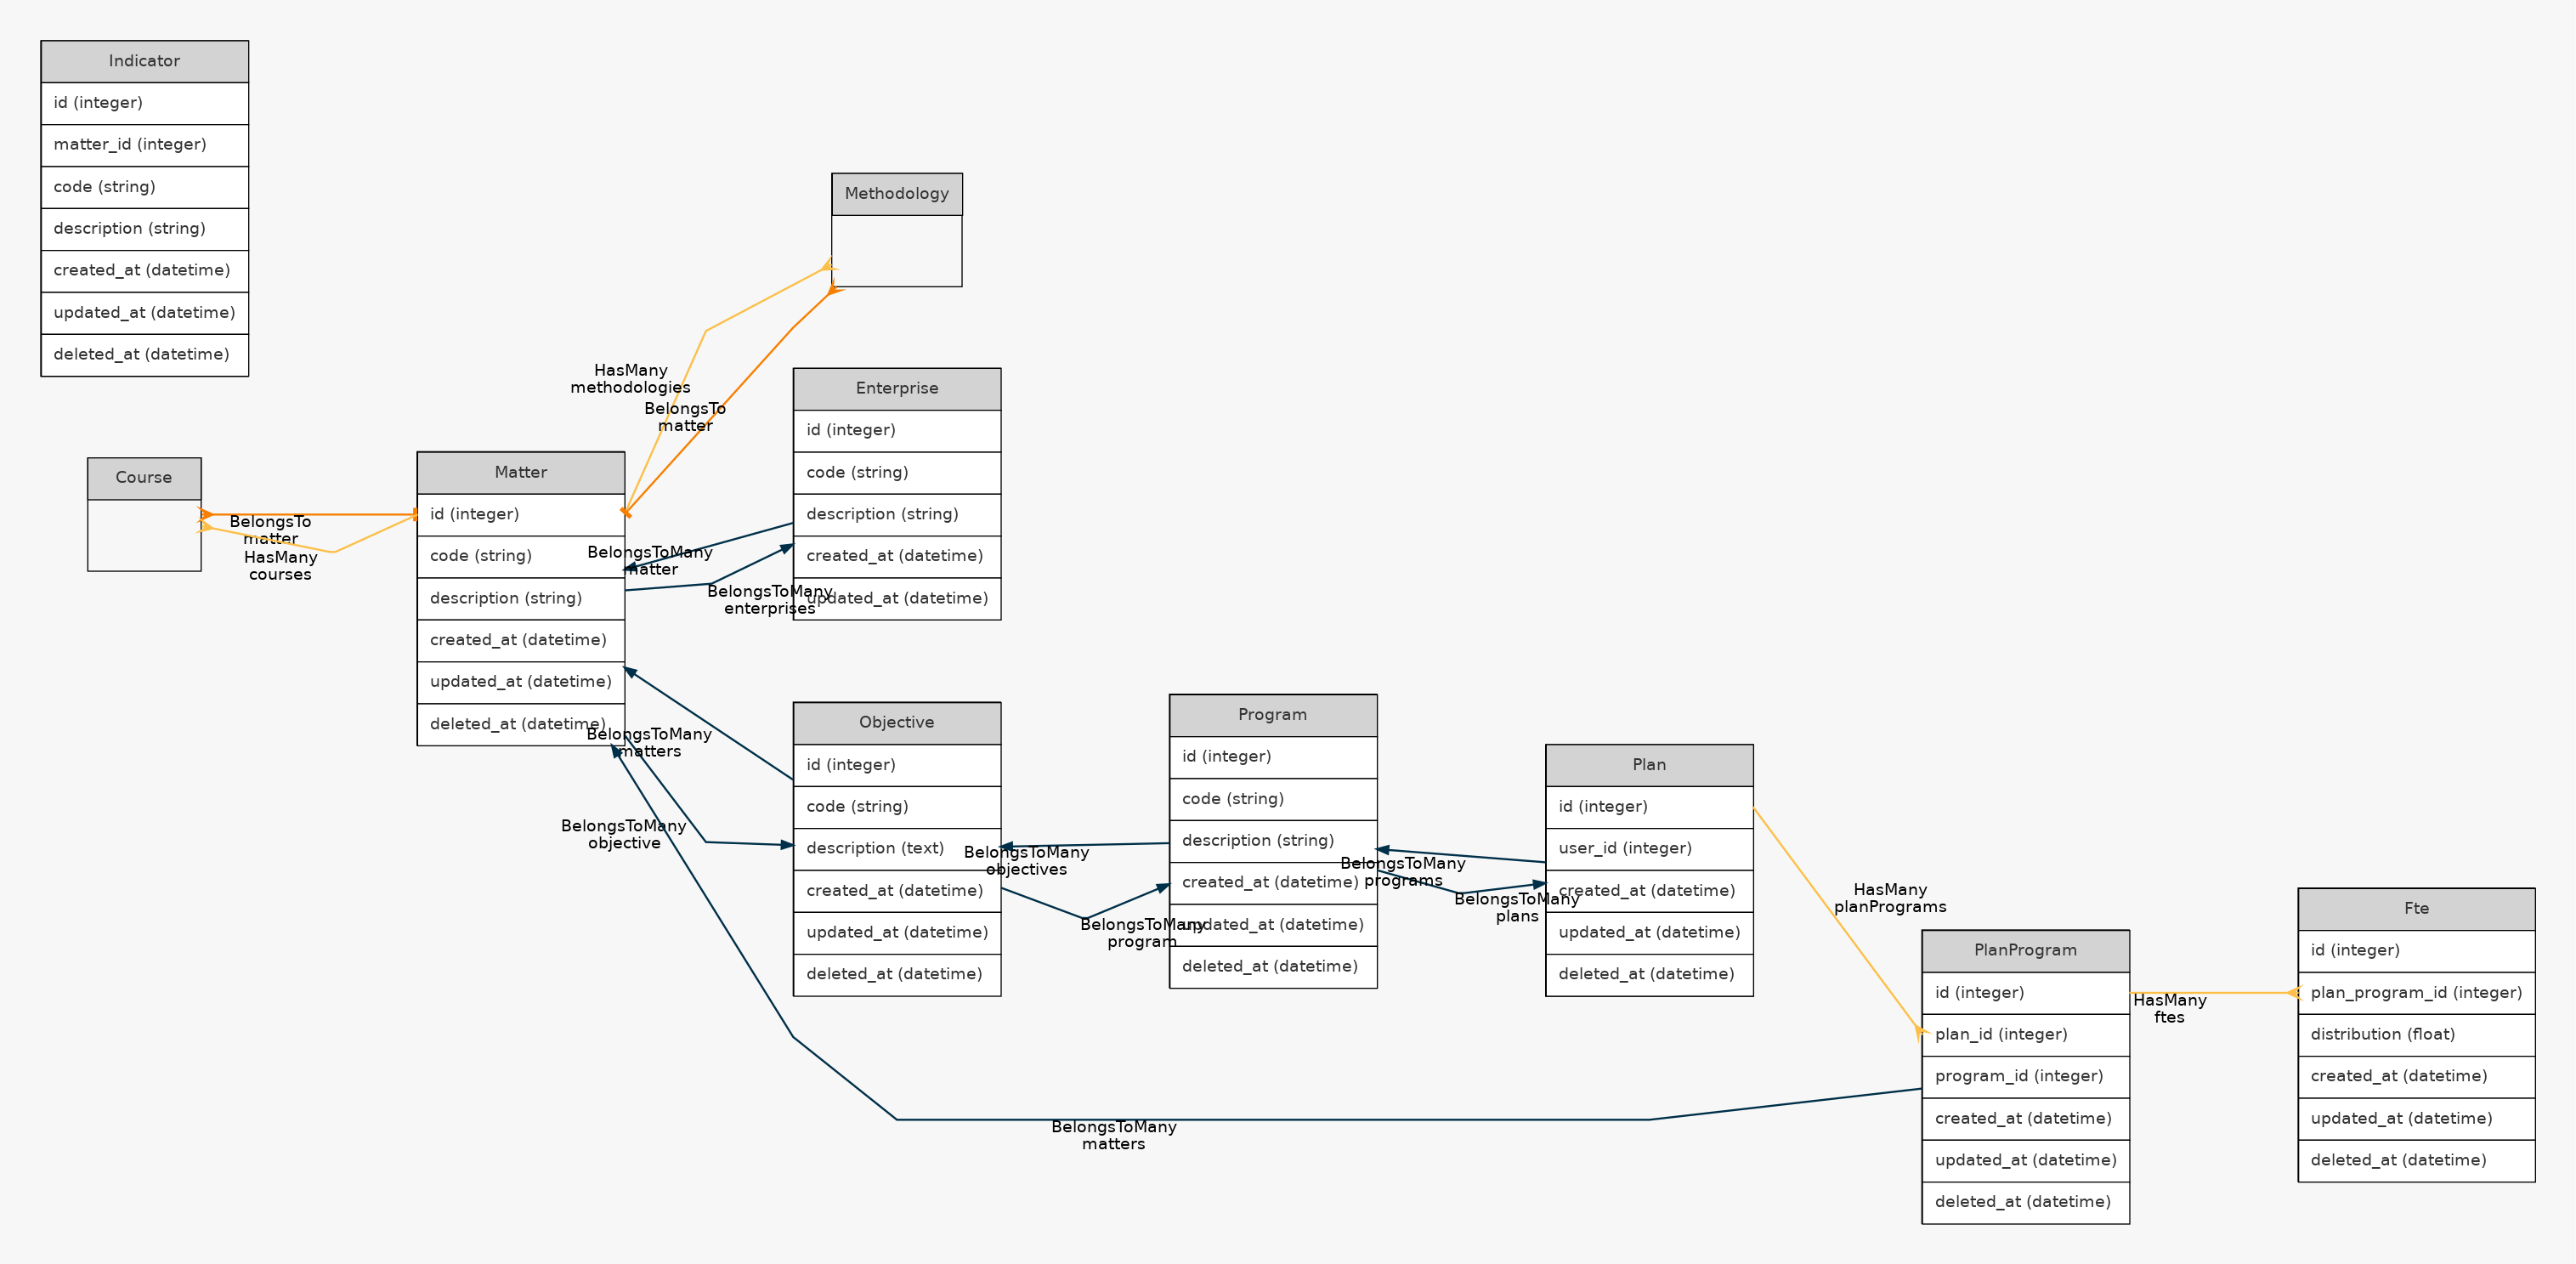 Indicator
id (integer)
matter_id (integer)
code (string)
description (string)
created_at (datetime)
updated_at (datetime)
deleted_at (datetime)
Course
BelongsTo
matter
HasMany
courses
Matter
id (integer)
code (string)
description (string)
created_at (datetime)
updated_at (datetime)
deleted_at (datetime)
Methodology
HasMany
methodologies
BelongsTo
matter
Enterprise
id (integer)
code (string)
description (string)
created_at (datetime)
updated_at (datetime)
BelongsToMany
matter
BelongsToMany
enterprises
BelongsToMany
matters
BelongsToMany
objective
Objective
id (integer)
code (string)
description (text)
created_at (datetime)
updated_at (datetime)
deleted_at (datetime)
BelongsToMany
objectives
BelongsToMany
program
Program
id (integer)
code (string)
description (string)
created_at (datetime)
updated_at (datetime)
deleted_at (datetime)
BelongsToMany
programs
BelongsToMany
plans
Plan
id (integer)
user_id (integer)
created_at (datetime)
updated_at (datetime)
deleted_at (datetime)
HasMany
planPrograms
BelongsToMany
matters
PlanProgram
id (integer)
plan_id (integer)
program_id (integer)
created_at (datetime)
updated_at (datetime)
deleted_at (datetime)
HasMany
ftes
Fte
id (integer)
plan_program_id (integer)
distribution (float)
created_at (datetime)
updated_at (datetime)
deleted_at (datetime)